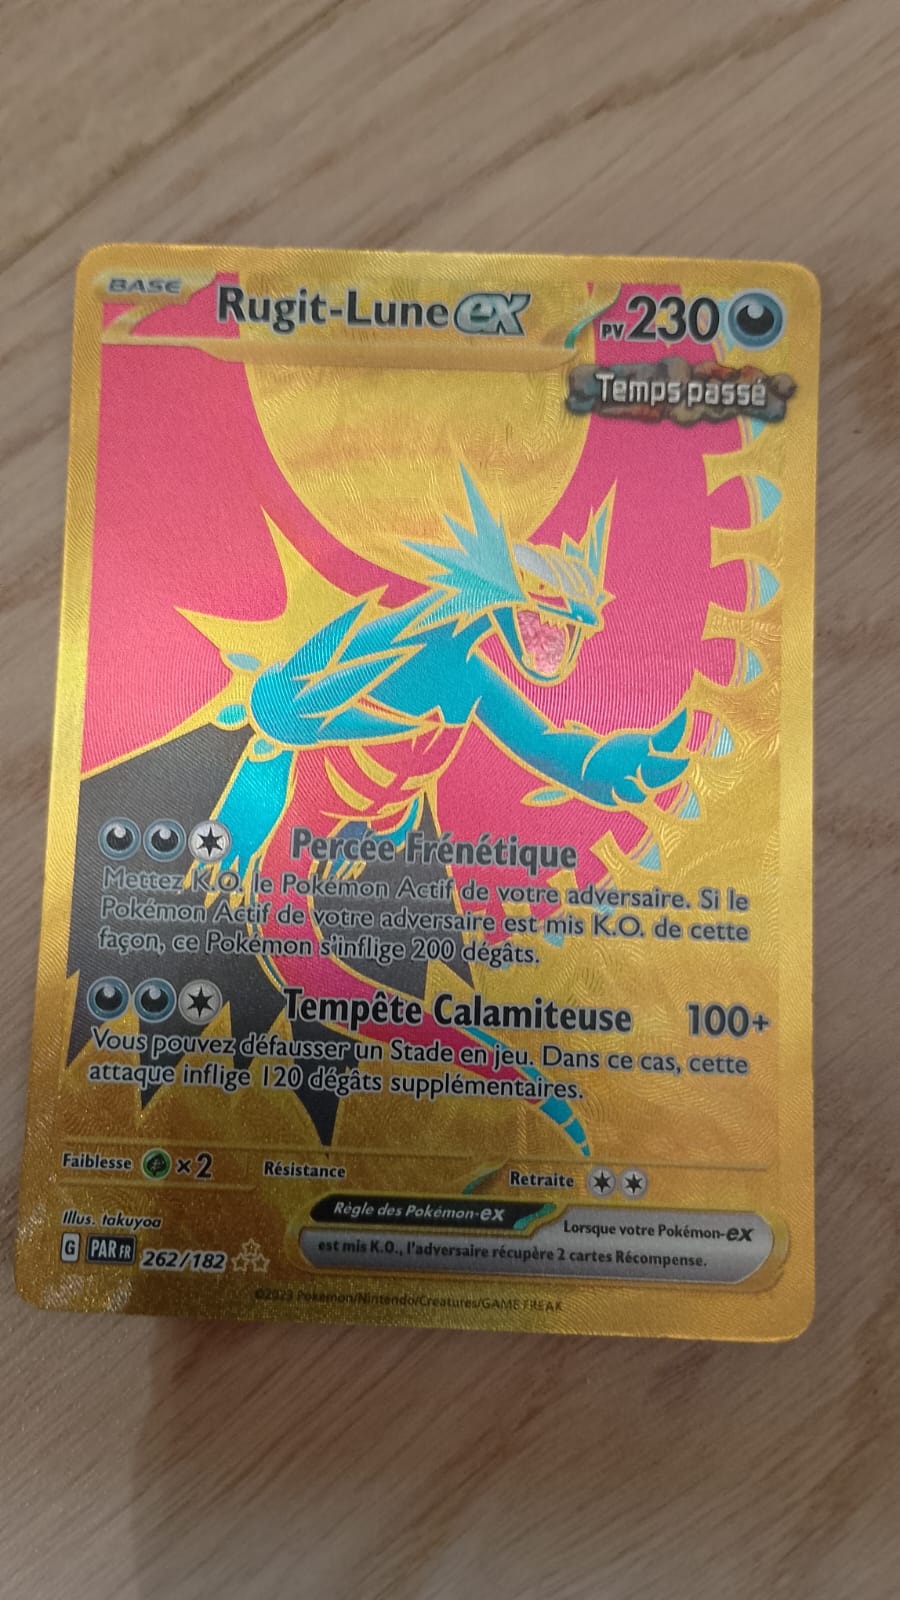 BASE
Rugit-Lune ex
PV 230
Temps passé
Percée Frénétique
Mettez K.O. le Pokémon Actif de votre adversaire. Si le
Pokémon Actif de votre adversaire est mis K.O. de cette
façon, ce Pokémon s'inflige 200 dégâts.
Tempête Calamiteuse 100+
Vous pouvez défausser un Stade en jeu. Dans ce cas, cette
attaque inflige 120 dégâts supplémentaires.
Faiblesse ×2 Résistance Retraite
Illus. takuyoa
Règle des Pokémon-ex Lorsque votre Pokémon-ex
est mis K.O., l'adversaire récupère 2 cartes Récompense.
G PAR FR 262/182
©2023 Pokémon/Nintendo/Creatures/GAME FREAK